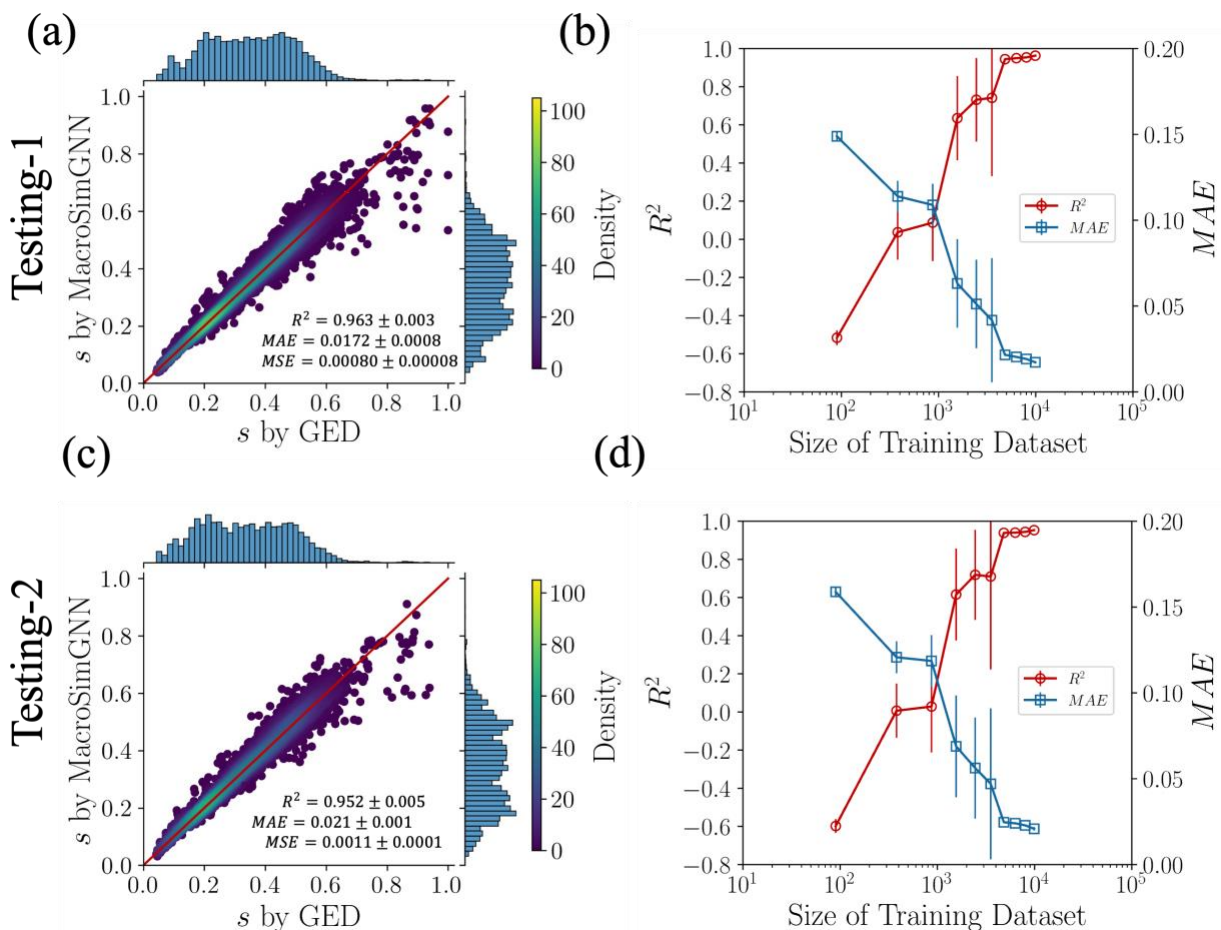 (a)
Testing-1
s by MacroSimGNN
1.0
0.8
0.6
0.4
0.2
0.0
0.0 0.2 0.4 0.6 0.8 1.0
s by GED
R² = 0.963 ± 0.003
MAE = 0.0172 ± 0.0008
MSE = 0.00080 ± 0.00008
100
80
60
40
20
0
Density
(b)
R²
1.0
0.8
0.6
0.4
0.2
0.0
−0.2
−0.4
−0.6
−0.8
10¹ 10² 10³ 10⁴ 10⁵
Size of Training Dataset
R²
MAE
0.20
0.15
0.10
0.05
0.00
MAE
(c)
Testing-2
s by MacroSimGNN
1.0
0.8
0.6
0.4
0.2
0.0
0.0 0.2 0.4 0.6 0.8 1.0
s by GED
R² = 0.952 ± 0.005
MAE = 0.021 ± 0.001
MSE = 0.0011 ± 0.0001
100
80
60
40
20
0
Density
(d)
R²
1.0
0.8
0.6
0.4
0.2
0.0
−0.2
−0.4
−0.6
−0.8
10¹ 10² 10³ 10⁴ 10⁵
Size of Training Dataset
R²
MAE
0.20
0.15
0.10
0.05
0.00
MAE